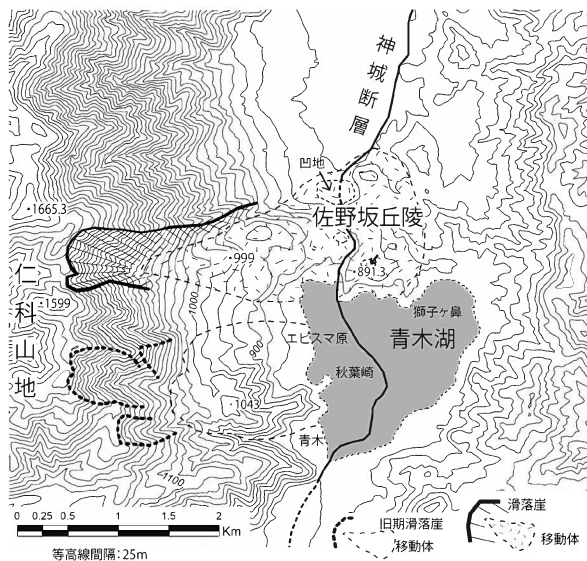 神城断層
凹地
佐野坂丘陵
・1665.3
・999
・891.3
仁科山地
・1599
1000
獅子ヶ鼻
エビスマ原
青木湖
900
秋葉崎
・1043
青木
1100
0 0.25 0.5 1 1.5 2
Km
等高線間隔:25m
旧期滑落崖
移動体
滑落崖
移動体